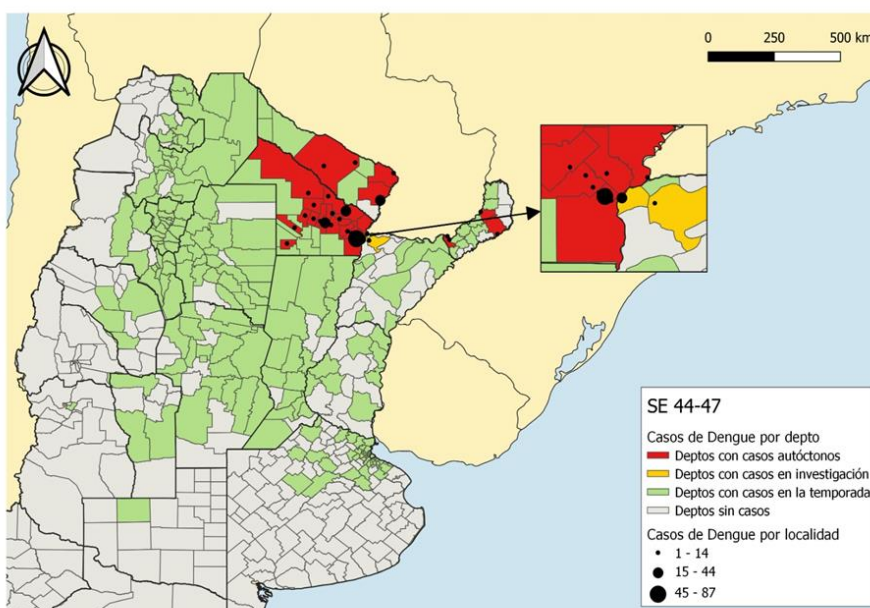 0 250 500 km
SE 44-47
Casos de Dengue por depto
Deptos con casos autóctonos
Deptos con casos en investigación
Deptos con casos en la temporada
Deptos sin casos
Casos de Dengue por localidad
1 - 14
15 - 44
45 - 87